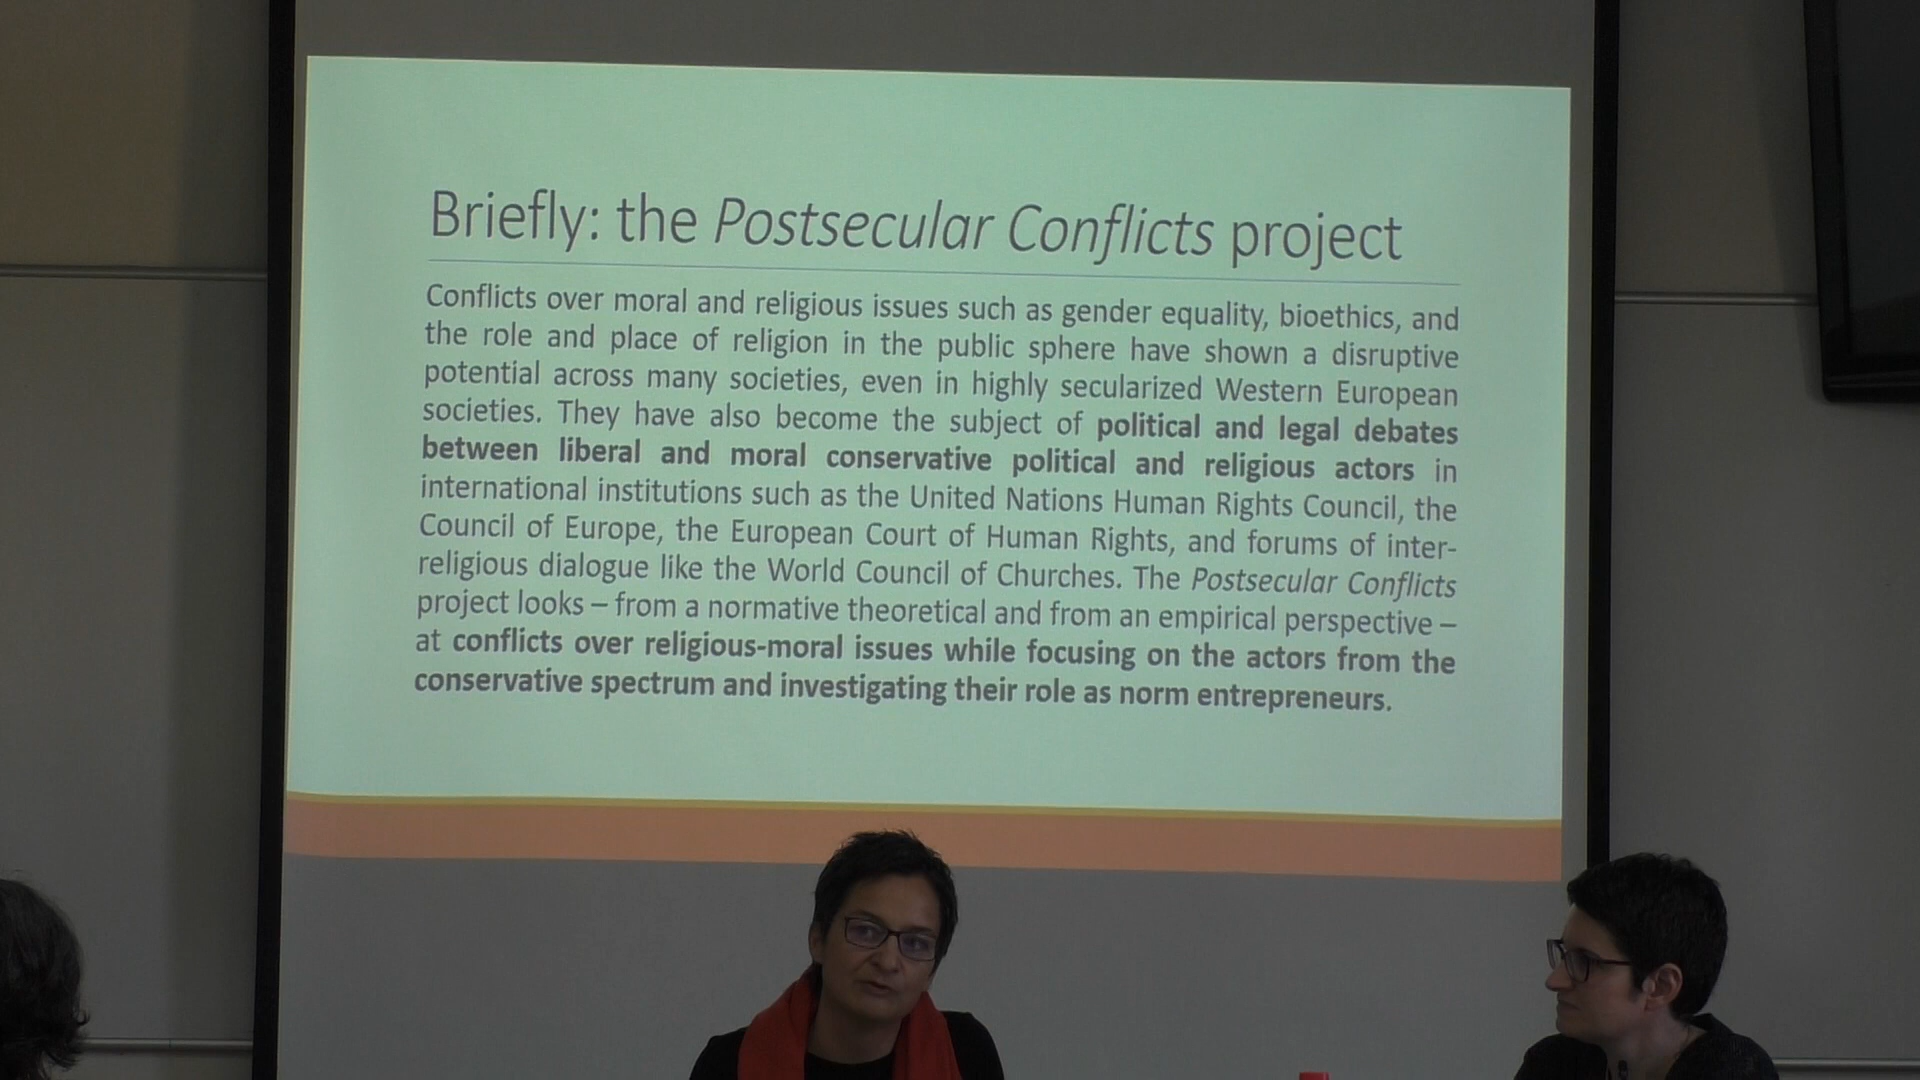 Briefly: the Postsecular Conflicts project
Conflicts over moral and religious issues such as gender equality, bioethics, and
the role and place of religion in the public sphere have shown a disruptive
potential across many societies, even in highly secularized Western European
societies. They have also become the subject of political and legal debates
between liberal and moral conservative political and religious actors in
international institutions such as the United Nations Human Rights Council, the
Council of Europe, the European Court of Human Rights, and forums of inter-
religious dialogue like the World Council of Churches. The Postsecular Conflicts
project looks – from a normative theoretical and from an empirical perspective –
at conflicts over religious-moral issues while focusing on the actors from the
conservative spectrum and investigating their role as norm entrepreneurs.